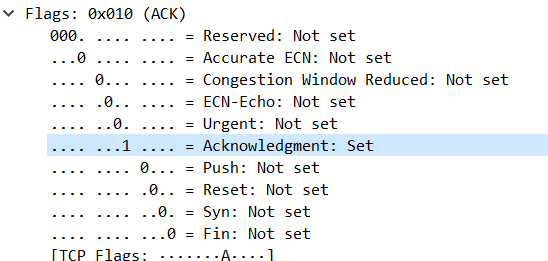 Flags: 0x010 (ACK)
000. .... .... = Reserved: Not set
...0 .... .... = Accurate ECN: Not set
.... 0... .... = Congestion Window Reduced: Not set
.... .0.. .... = ECN-Echo: Not set
.... ..0. .... = Urgent: Not set
.... ...1 .... = Acknowledgment: Set
.... .... 0... = Push: Not set
.... .... .0.. = Reset: Not set
.... .... ..0. = Syn: Not set
.... .... ...0 = Fin: Not set
[TCP Flags: ·······A····]